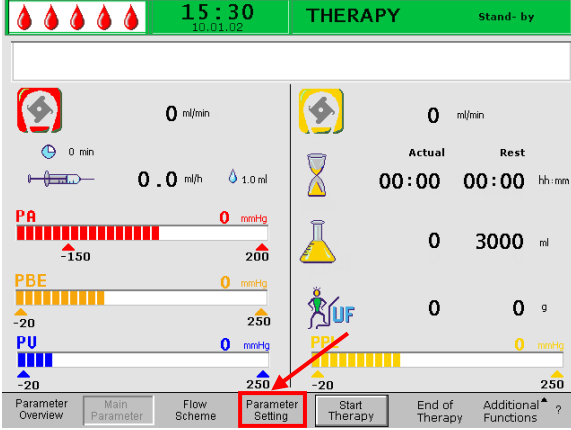 15:30
10.01.02
THERAPY
Stand- by
0 ml/min
0 ml/min
0 min
Actual Rest
0.0 ml/h 1.0 ml
00:00 00:00 hh:mm
PA 0 mmHg
-150 200
0 3000 ml
PBE 0 mmHg
-20 250
UF 0 0 g
PV 0 mmHg
-20 250
PPL 0 mmHg
-20 250
Parameter Overview
Main Parameter
Flow Scheme
Parameter Setting
Start Therapy
End of Therapy
Additional Functions
?